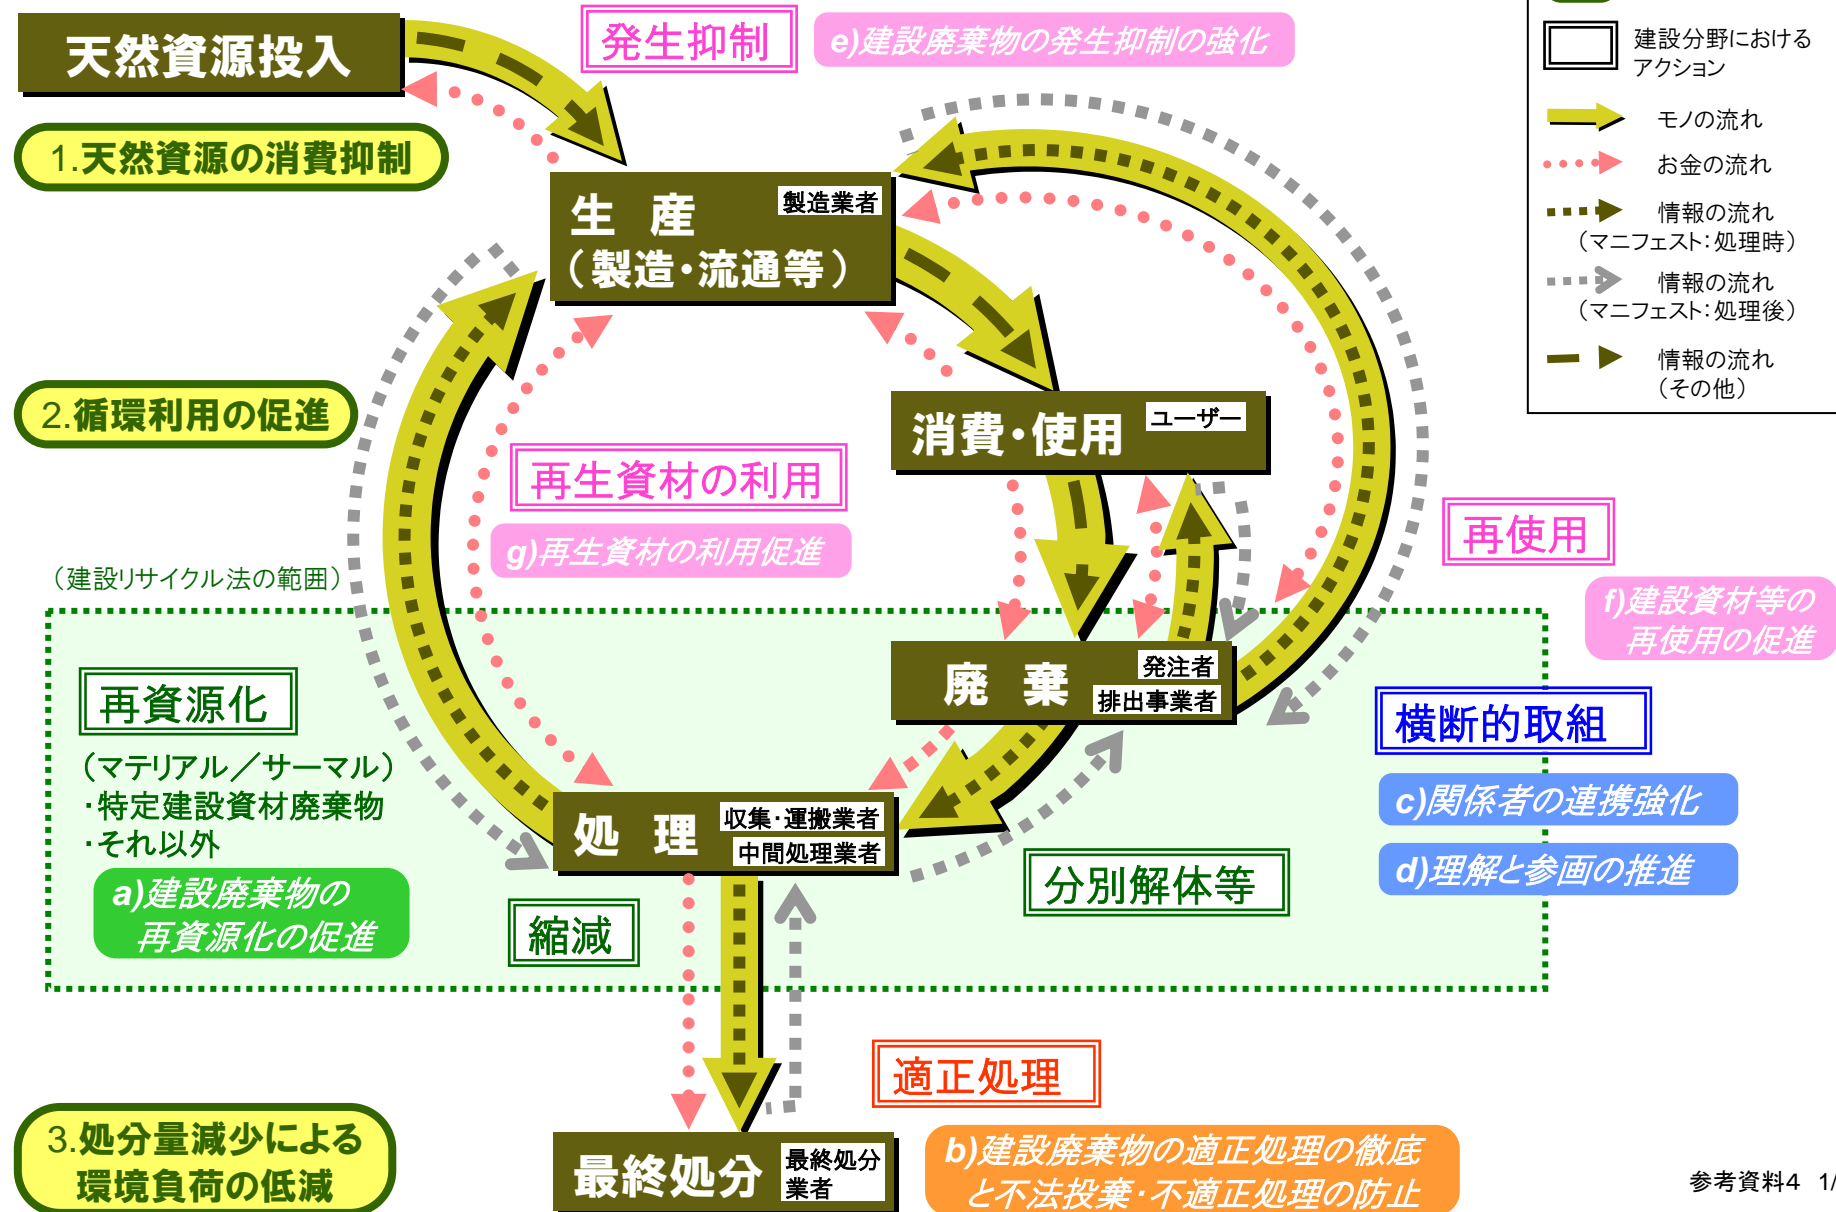 天然資源投入
発生抑制
e)建設廃棄物の発生抑制の強化
建設分野における
アクション
モノの流れ
お金の流れ
情報の流れ
（マニフェスト：処理時）
情報の流れ
（マニフェスト：処理後）
情報の流れ
（その他）
1.天然資源の消費抑制
生　産
製造業者
（製造・流通等）
2.循環利用の促進
消費・使用
ユーザー
再生資材の利用
g)再生資材の利用促進
再使用
f)建設資材等の
再使用の促進
（建設リサイクル法の範囲）
廃　棄
発注者
排出事業者
再資源化
（マテリアル／サーマル）
・特定建設資材廃棄物
・それ以外
a)建設廃棄物の
再資源化の促進
横断的取組
c)関係者の連携強化
d)理解と参画の推進
処　理
収集・運搬業者
中間処理業者
分別解体等
縮減
適正処理
3.処分量減少による
環境負荷の低減
最終処分
最終処分
業者
b)建設廃棄物の適正処理の徹底
と不法投棄・不適正処理の防止
参考資料4　1/